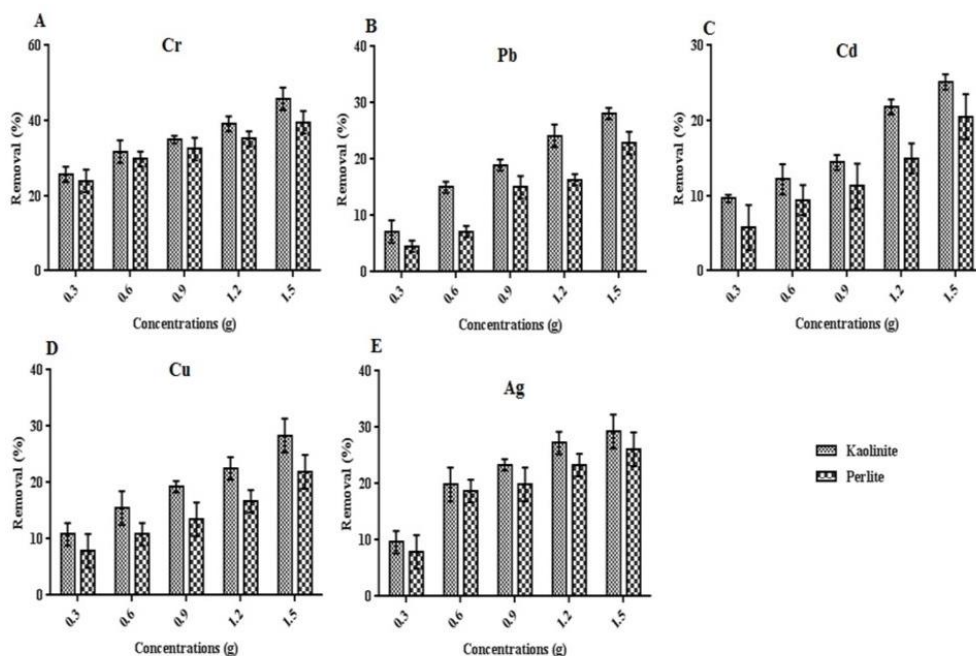 A
Cr
Removal (%)
60
40
20
0
0.3
0.6
0.9
1.2
1.5
Concentrations (g)
B
Pb
Removal (%)
40
30
20
10
0
0.3
0.6
0.9
1.2
1.5
Concentrations (g)
C
Cd
Removal (%)
30
20
10
0
0.3
0.6
0.9
1.2
1.5
Concentrations (g)
D
Cu
Removal (%)
40
30
20
10
0
0.3
0.6
0.9
1.2
1.5
Concentrations (g)
E
Ag
Removal (%)
40
30
20
10
0
0.3
0.6
0.9
1.2
1.5
Concentrations (g)
Kaolinite
Perlite